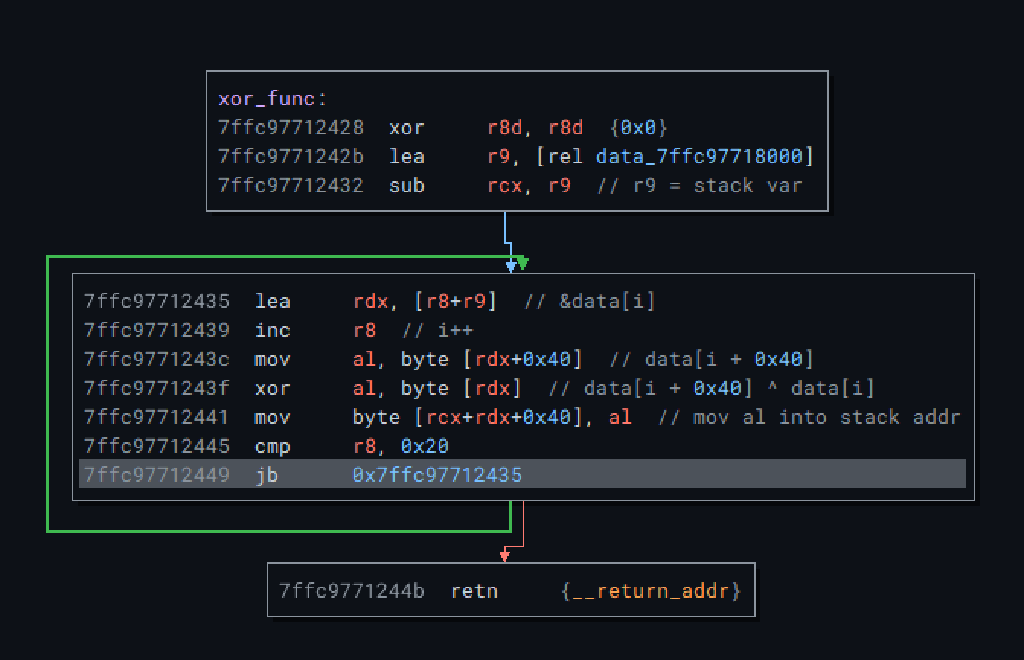 xor_func:
7ffc97712428 xor r8d, r8d {0x0}
7ffc9771242b lea r9, [rel data_7ffc97718000]
7ffc97712432 sub rcx, r9 // r9 = stack var
7ffc97712435 lea rdx, [r8+r9] // &data[i]
7ffc97712439 inc r8 // i++
7ffc9771243c mov al, byte [rdx+0x40] // data[i + 0x40]
7ffc9771243f xor al, byte [rdx] // data[i + 0x40] ^ data[i]
7ffc97712441 mov byte [rcx+rdx+0x40], al // mov al into stack addr
7ffc97712445 cmp r8, 0x20
7ffc97712449 jb 0x7ffc97712435
7ffc9771244b retn {__return_addr}